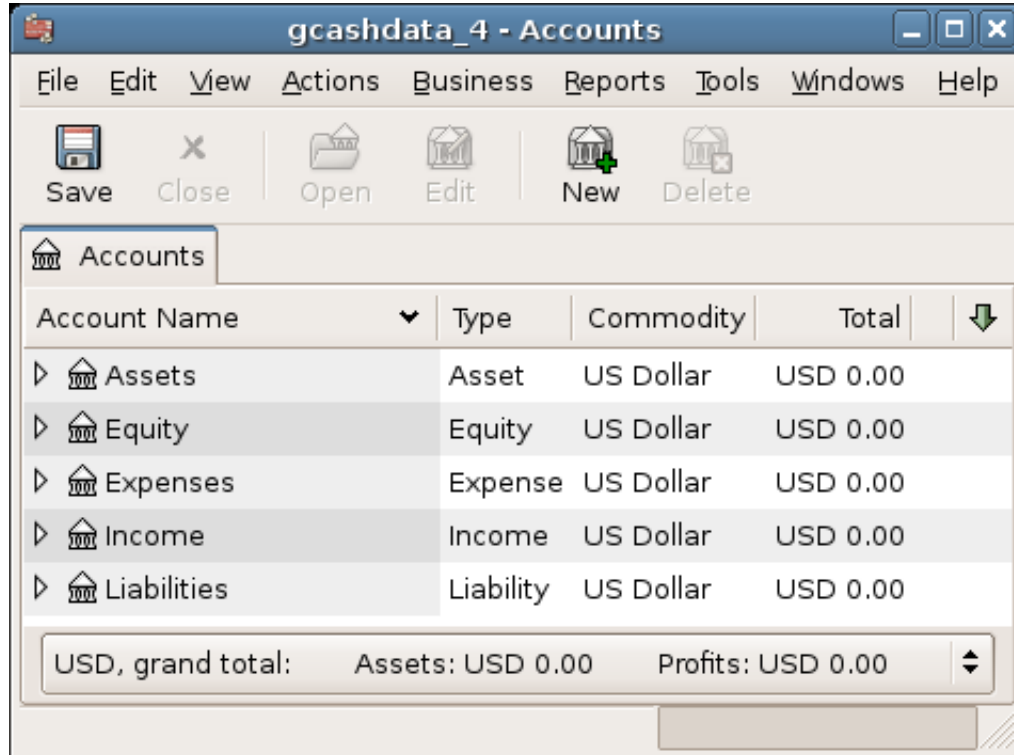 gcashdata_4 - Accounts
File Edit View Actions Business Reports Tools Windows Help
Save Close Open Edit New Delete
Accounts
Account Name Type Commodity Total
Assets Asset US Dollar USD 0.00
Equity Equity US Dollar USD 0.00
Expenses Expense US Dollar USD 0.00
Income Income US Dollar USD 0.00
Liabilities Liability US Dollar USD 0.00
USD, grand total: Assets: USD 0.00 Profits: USD 0.00